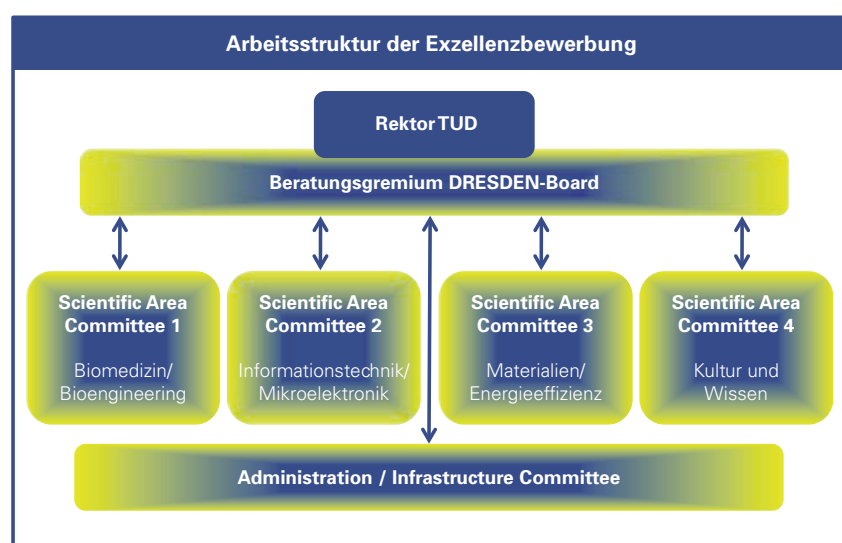 Arbeitsstruktur der Exzellenzbewerbung
Rektor TUD
Beratungsgremium DRESDEN-Board
Scientific Area
Committee 1
Biomedizin/
Bioengineering
Scientific Area
Committee 2
Informationstechnik/
Mikroelektronik
Scientific Area
Committee 3
Materialien/
Energieeffizienz
Scientific Area
Committee 4
Kultur und
Wissen
Administration / Infrastructure Committee